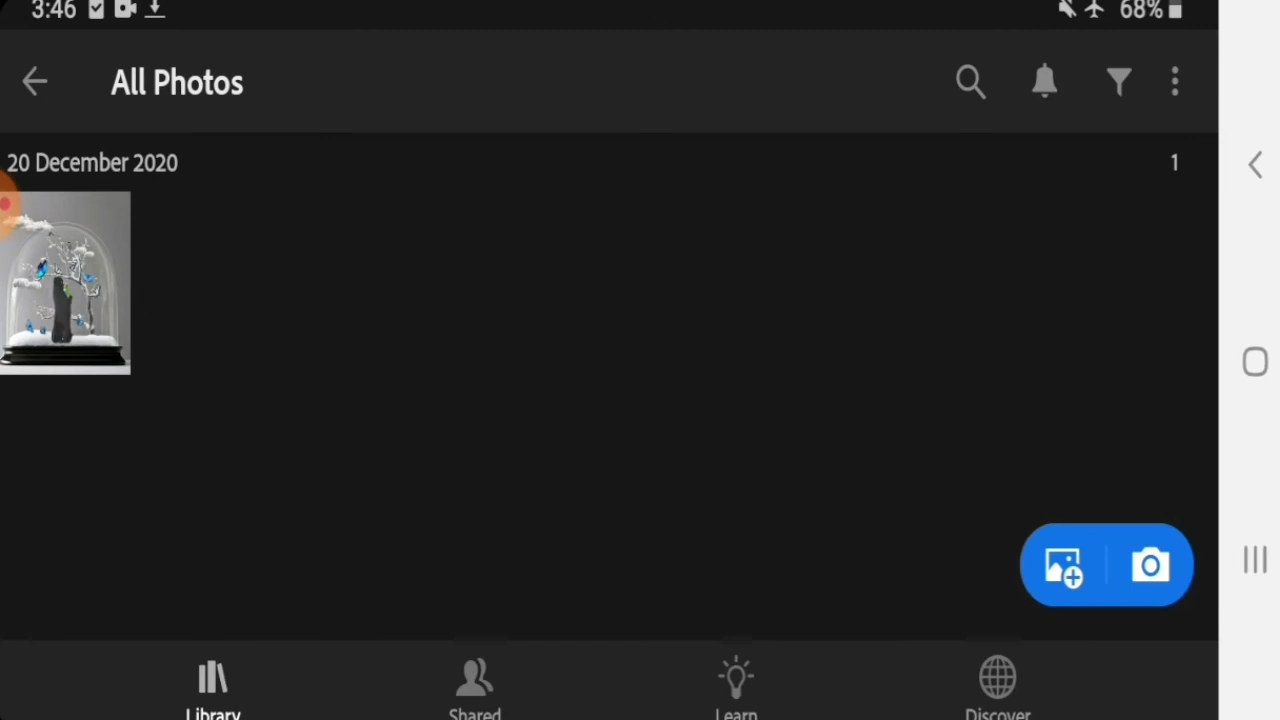 3:46
68%
All Photos
20 December 2020
1
Library
Shared
Learn
Discover